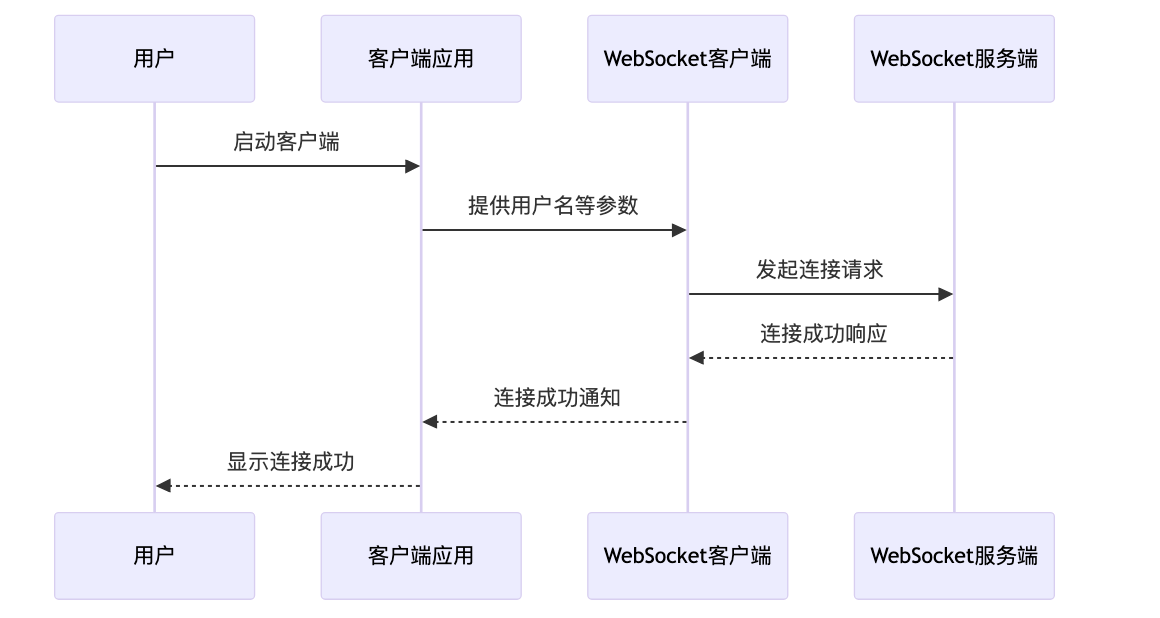 用户
客户端应用
WebSocket客户端
WebSocket服务端
启动客户端
提供用户名等参数
发起连接请求
连接成功响应
连接成功通知
显示连接成功
用户
客户端应用
WebSocket客户端
WebSocket服务端